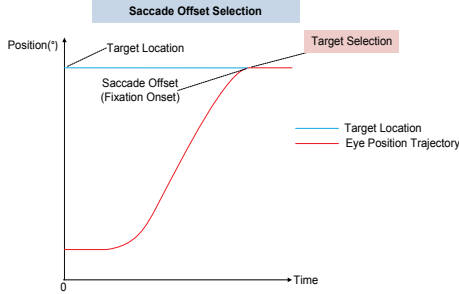 Saccade Offset Selection
Position(°)
Target Location
Target Selection
Saccade Offset
(Fixation Onset)
Target Location
Eye Position Trajectory
0
Time